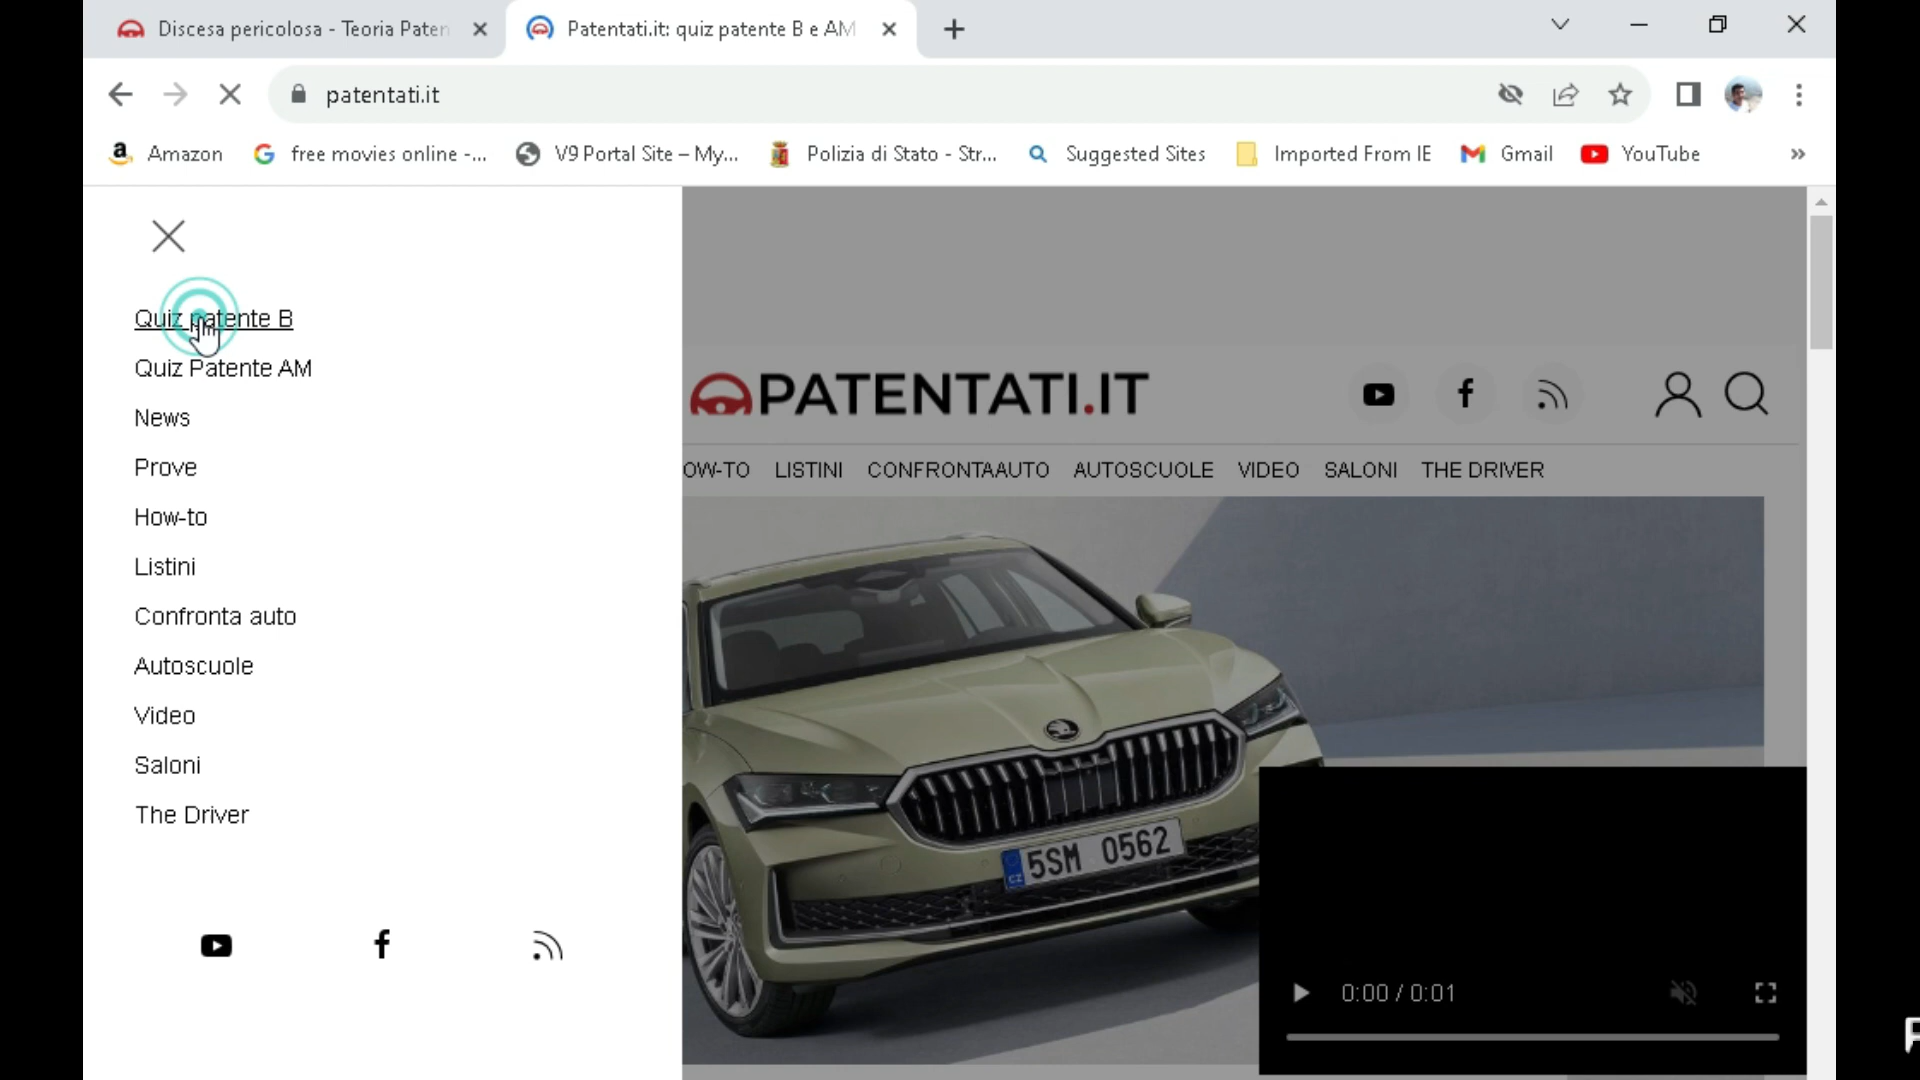 Discesa pericolosa - Teoria Paten
Patentati.it: quiz patente B e AM
patentati.it
Amazon
free movies online -...
V9 Portal Site – My...
Polizia di Stato - Str...
Suggested Sites
Imported From IE
Gmail
YouTube
Quiz patente B
Quiz Patente AM
News
Prove
How-to
Listini
Confronta auto
Autoscuole
Video
Saloni
The Driver
PATENTATI.IT
OW-TO LISTINI CONFRONTAAUTO AUTOSCUOLE VIDEO SALONI THE DRIVER
5SM 0562
CZ
0:00 / 0:01